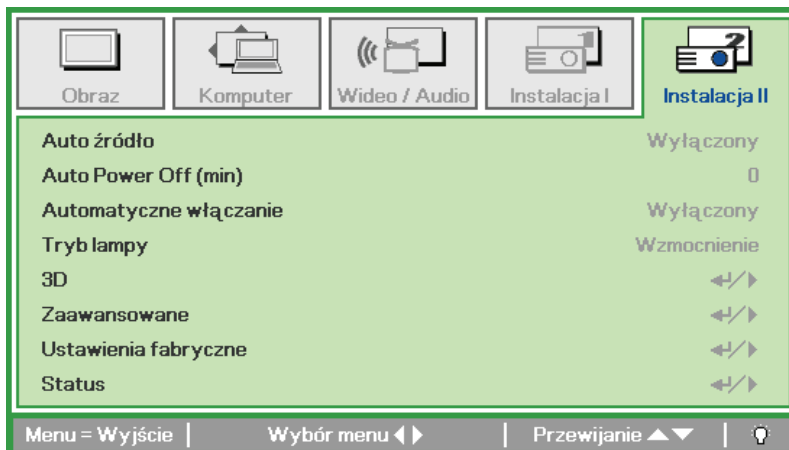 Obraz
Komputer
Wideo / Audio
Instalacja I
Instalacja II
Auto źródło Wyłączony
Auto Power Off (min) 0
Automatyczne włączanie Wyłączony
Tryb lampy Wzmocnienie
3D
Zaawansowane
Ustawienia fabryczne
Status
Menu = Wyjście | Wybór menu | Przewijanie |